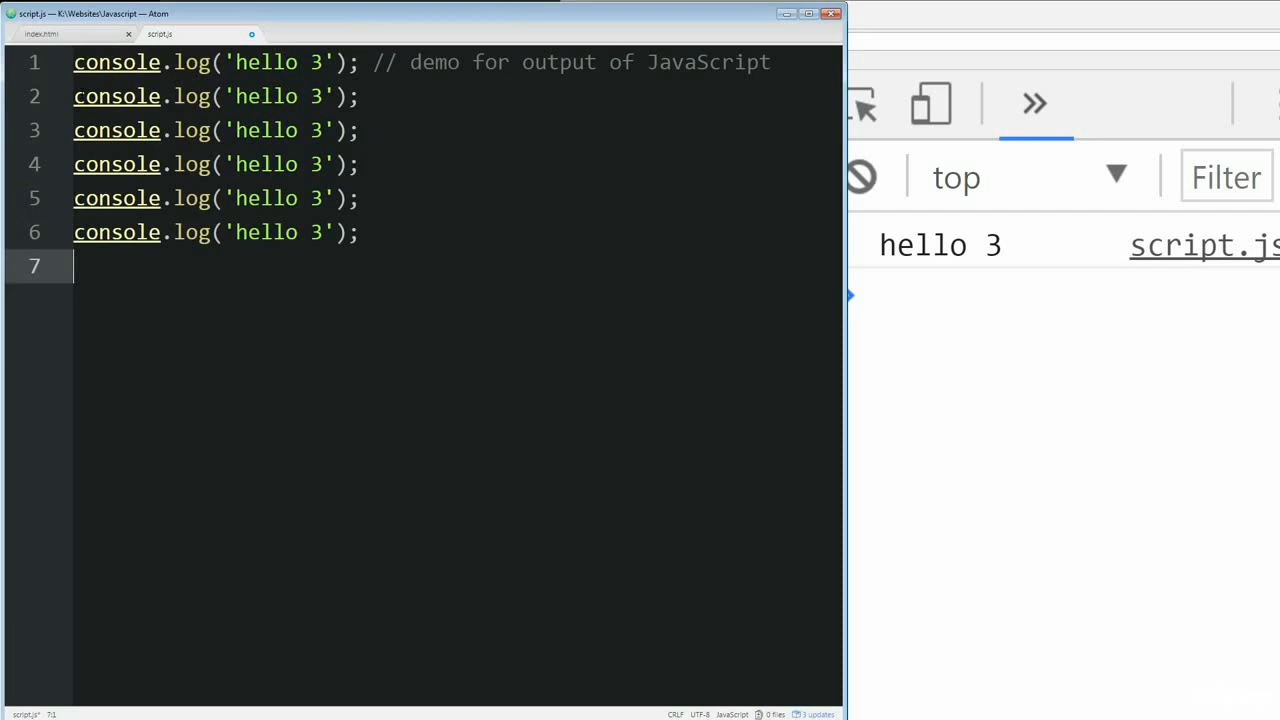 script.js — K:\Websites\Javascript — Atom
index.html
script.js
1 console.log('hello 3'); // demo for output of JavaScript
2 console.log('hello 3');
3 console.log('hello 3');
4 console.log('hello 3');
5 console.log('hello 3');
6 console.log('hello 3');
7
top
Filter
hello 3 script.js
script.js* 7:1 CRLF UTF-8 JavaScript 0 files 3 updates